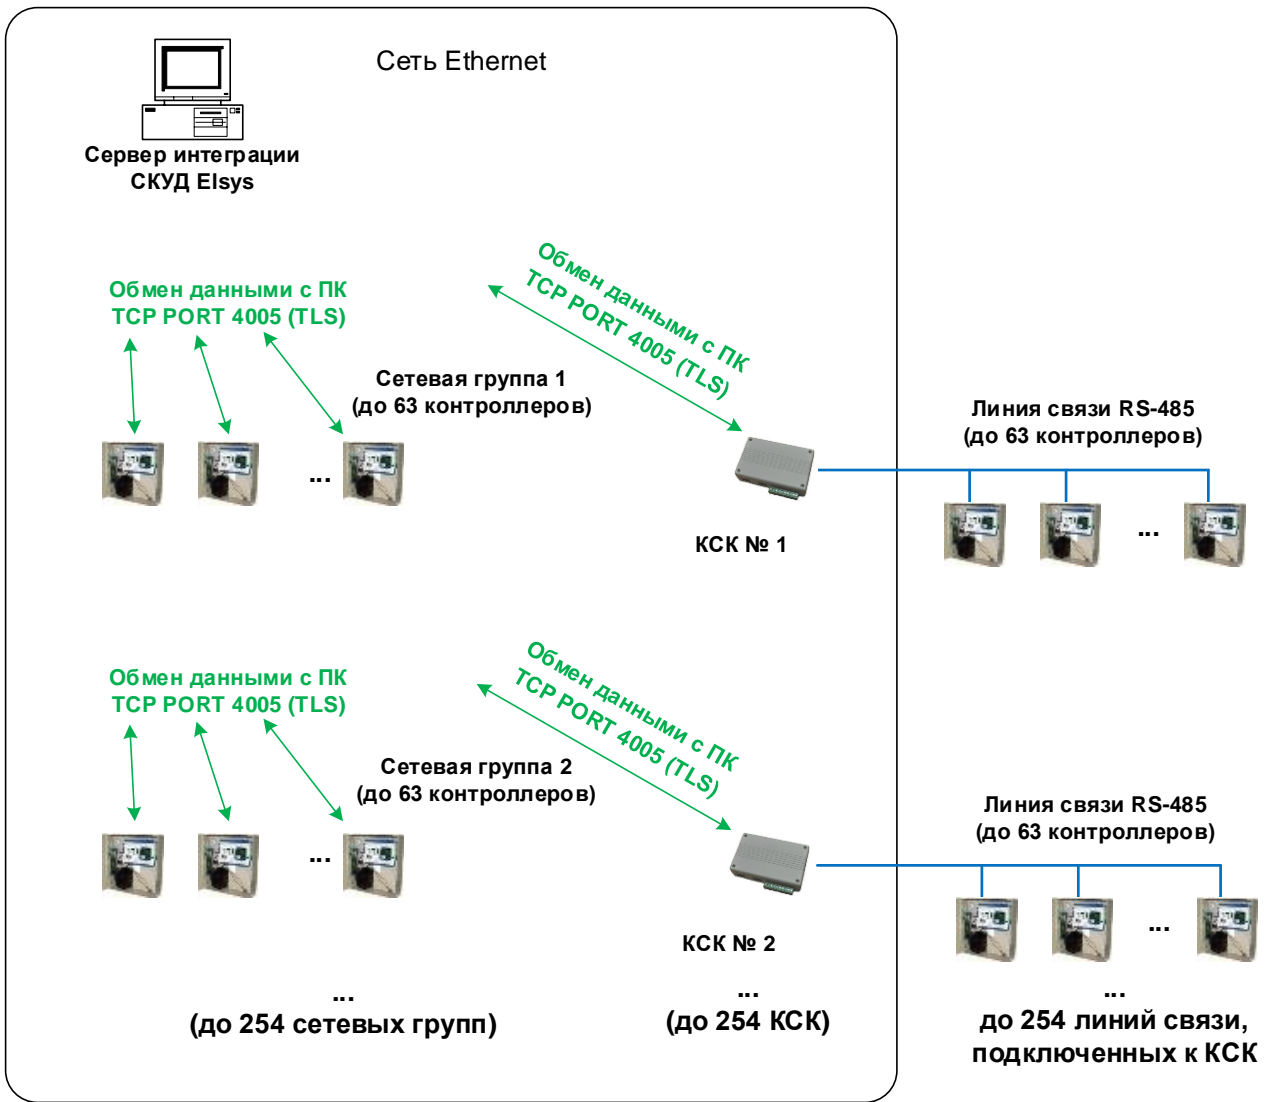 Сеть Ethernet
Сервер интеграции
СКУД Elsys
Обмен данными с ПК
TCP PORT 4005 (TLS)
Обмен данными с ПК
TCP PORT 4005 (TLS)
Сетевая группа 1
(до 63 контроллеров)
Линия связи RS-485
(до 63 контроллеров)
...
...
КСК № 1
Обмен данными с ПК
TCP PORT 4005 (TLS)
Обмен данными с ПК
TCP PORT 4005 (TLS)
Сетевая группа 2
(до 63 контроллеров)
Линия связи RS-485
(до 63 контроллеров)
...
...
КСК № 2
...
(до 254 сетевых групп)
...
(до 254 КСК)
...
до 254 линий связи,
подключенных к КСК